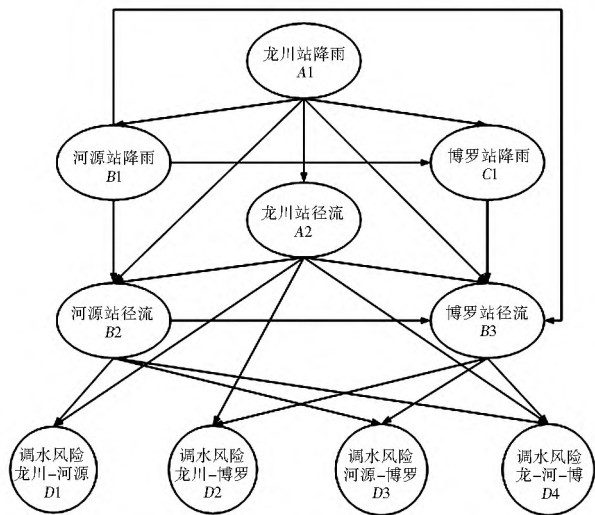 龙川站降雨
A1
河源站降雨
B1
博罗站降雨
C1
龙川站径流
A2
河源站径流
B2
博罗站径流
B3
调水风险
龙川-河源
D1
调水风险
龙川-博罗
D2
调水风险
河源-博罗
D3
调水风险
龙-河-博
D4